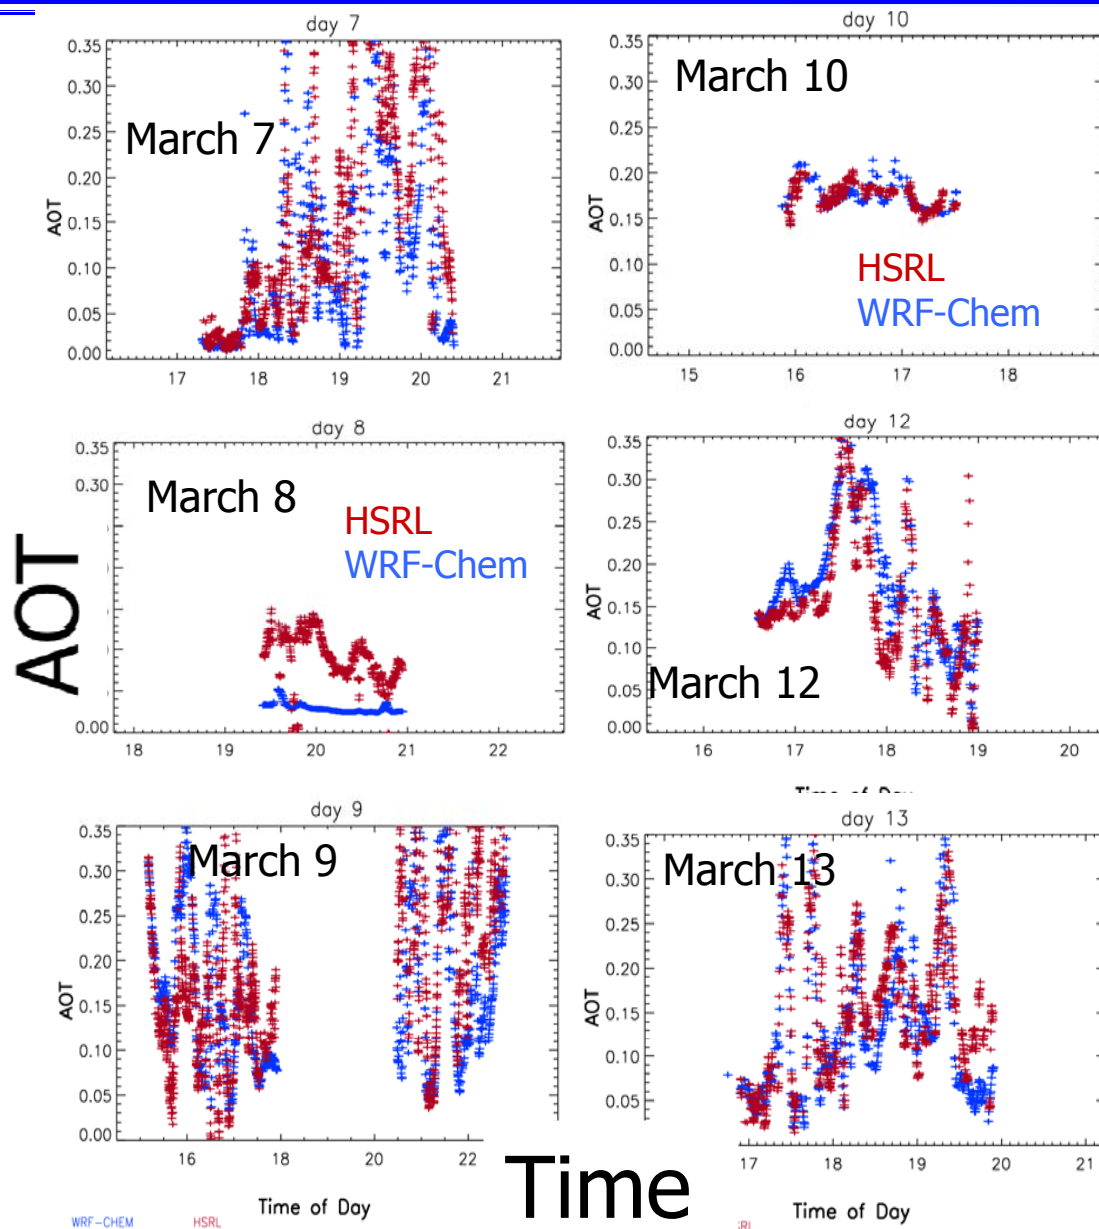 day 7
0.35
0.30
0.25
0.20
0.15
0.10
0.05
0.00
AOT
March 7
17 18 19 20 21
day 10
0.35
0.30
0.25
0.20
0.15
0.10
0.05
0.00
AOT
March 10
HSRL
WRF-Chem
15 16 17 18
day 8
0.35
0.30
0.00
March 8
HSRL
WRF-Chem
18 19 20 21 22
AOT
day 12
0.35
0.30
0.25
0.20
0.15
0.10
0.05
0.00
AOT
March 12
16 17 18 19 20
Time of Day
day 9
0.35
0.30
0.25
0.20
0.15
0.10
0.05
0.00
AOT
March 9
16 18 20 22
Time of Day
WRF-CHEM HSRL
day 13
0.35
0.30
0.25
0.20
0.15
0.10
0.05
AOT
March 13
17 18 19 20 21
Time of Day
Time